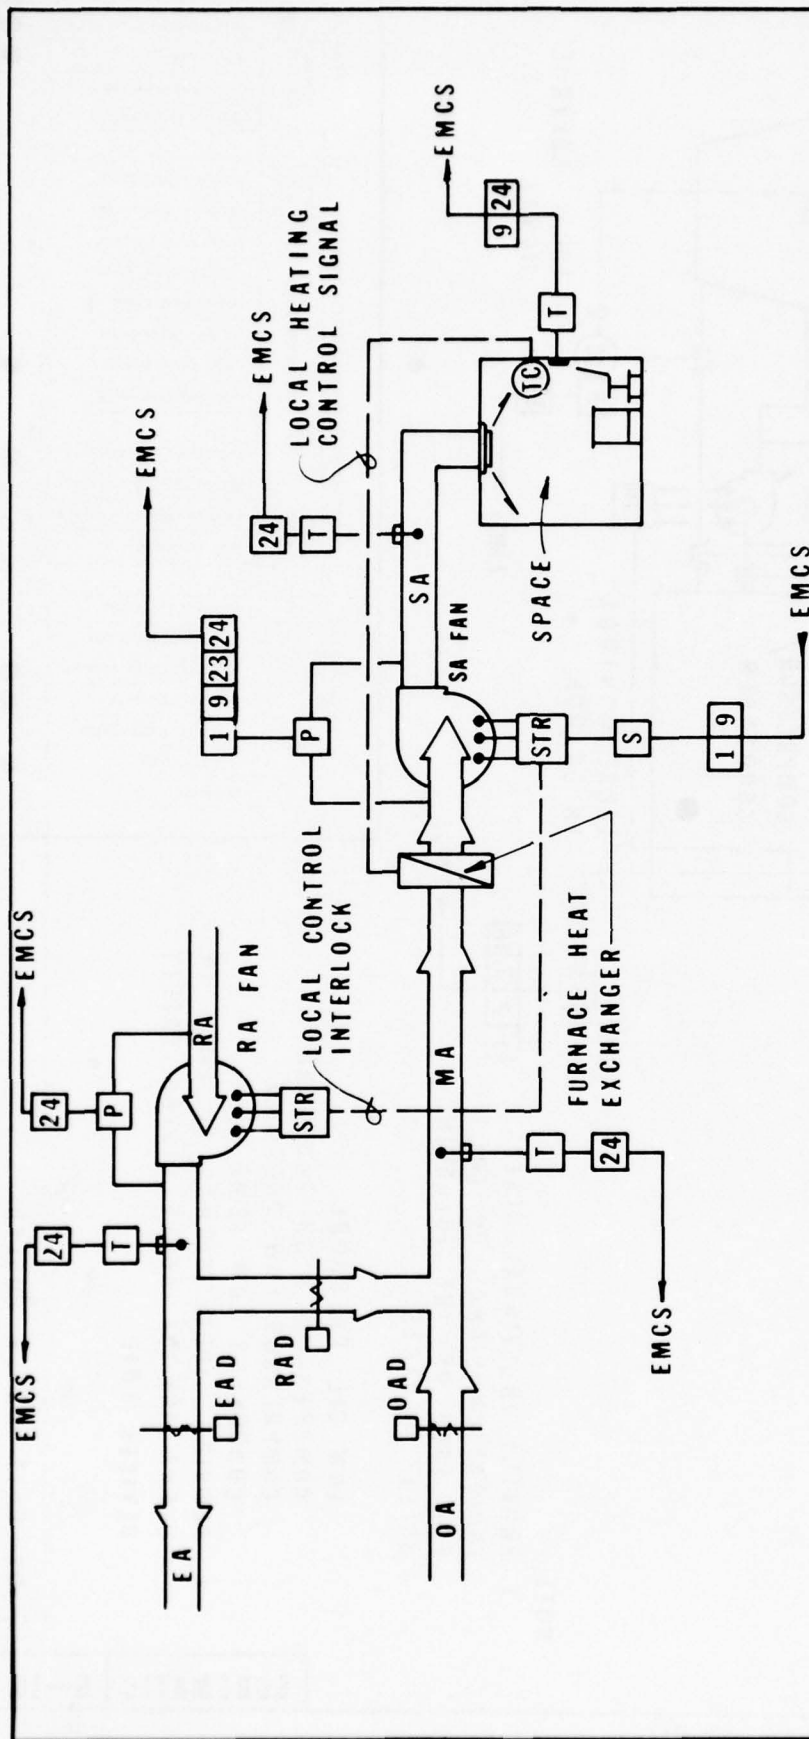 EMCS
24
T
EA
EAD
RAD
OAD
OA
EMCS
24
P
RA
RA FAN
STR
LOCAL CONTROL
INTERLOCK
MA
T
24
EMCS
FURNACE HEAT
EXCHANGER
EMCS
1 9 23 24
P
SA
SA FAN
STR
S
1 9
EMCS
EMCS
24
T
LOCAL HEATING
CONTROL SIGNAL
SPACE
TC
T
9 24
EMCS